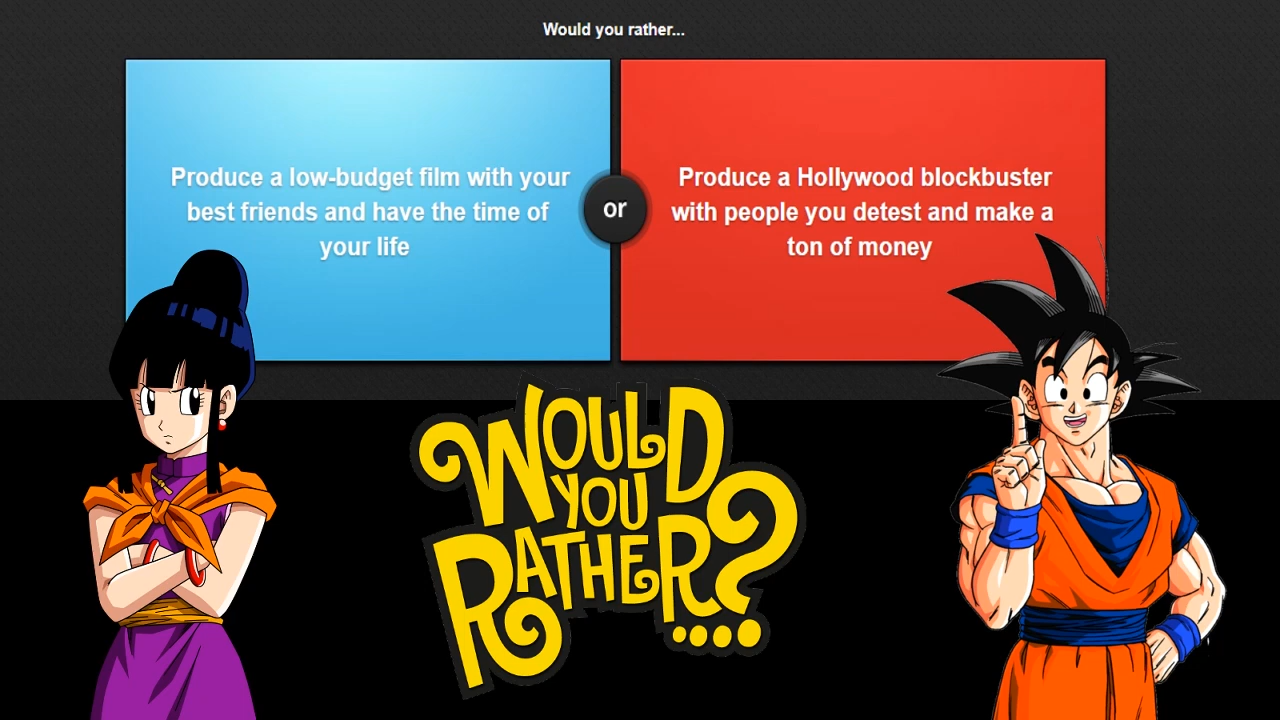 Would you rather...
Produce a low-budget film with your
best friends and have the time of
your life
or
Produce a Hollywood blockbuster
with people you detest and make a
ton of money
WOULD
YOU
RATHER?
....